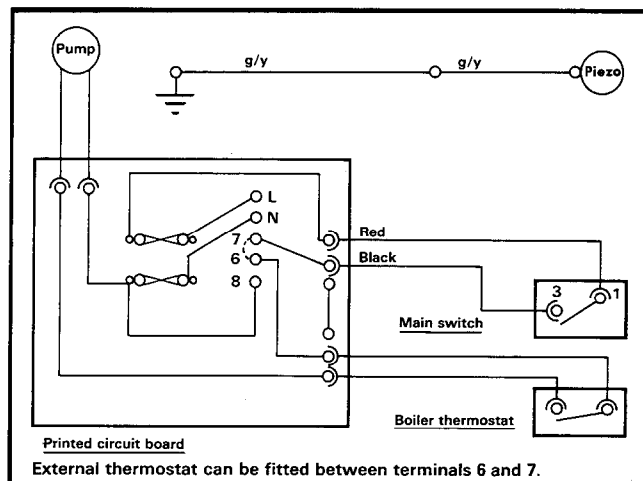 Pump
g/y
g/y
Piezo
L
N
7
6
8
Red
Black
3
1
Main switch
Boiler thermostat
Printed circuit board
External thermostat can be fitted between terminals 6 and 7.